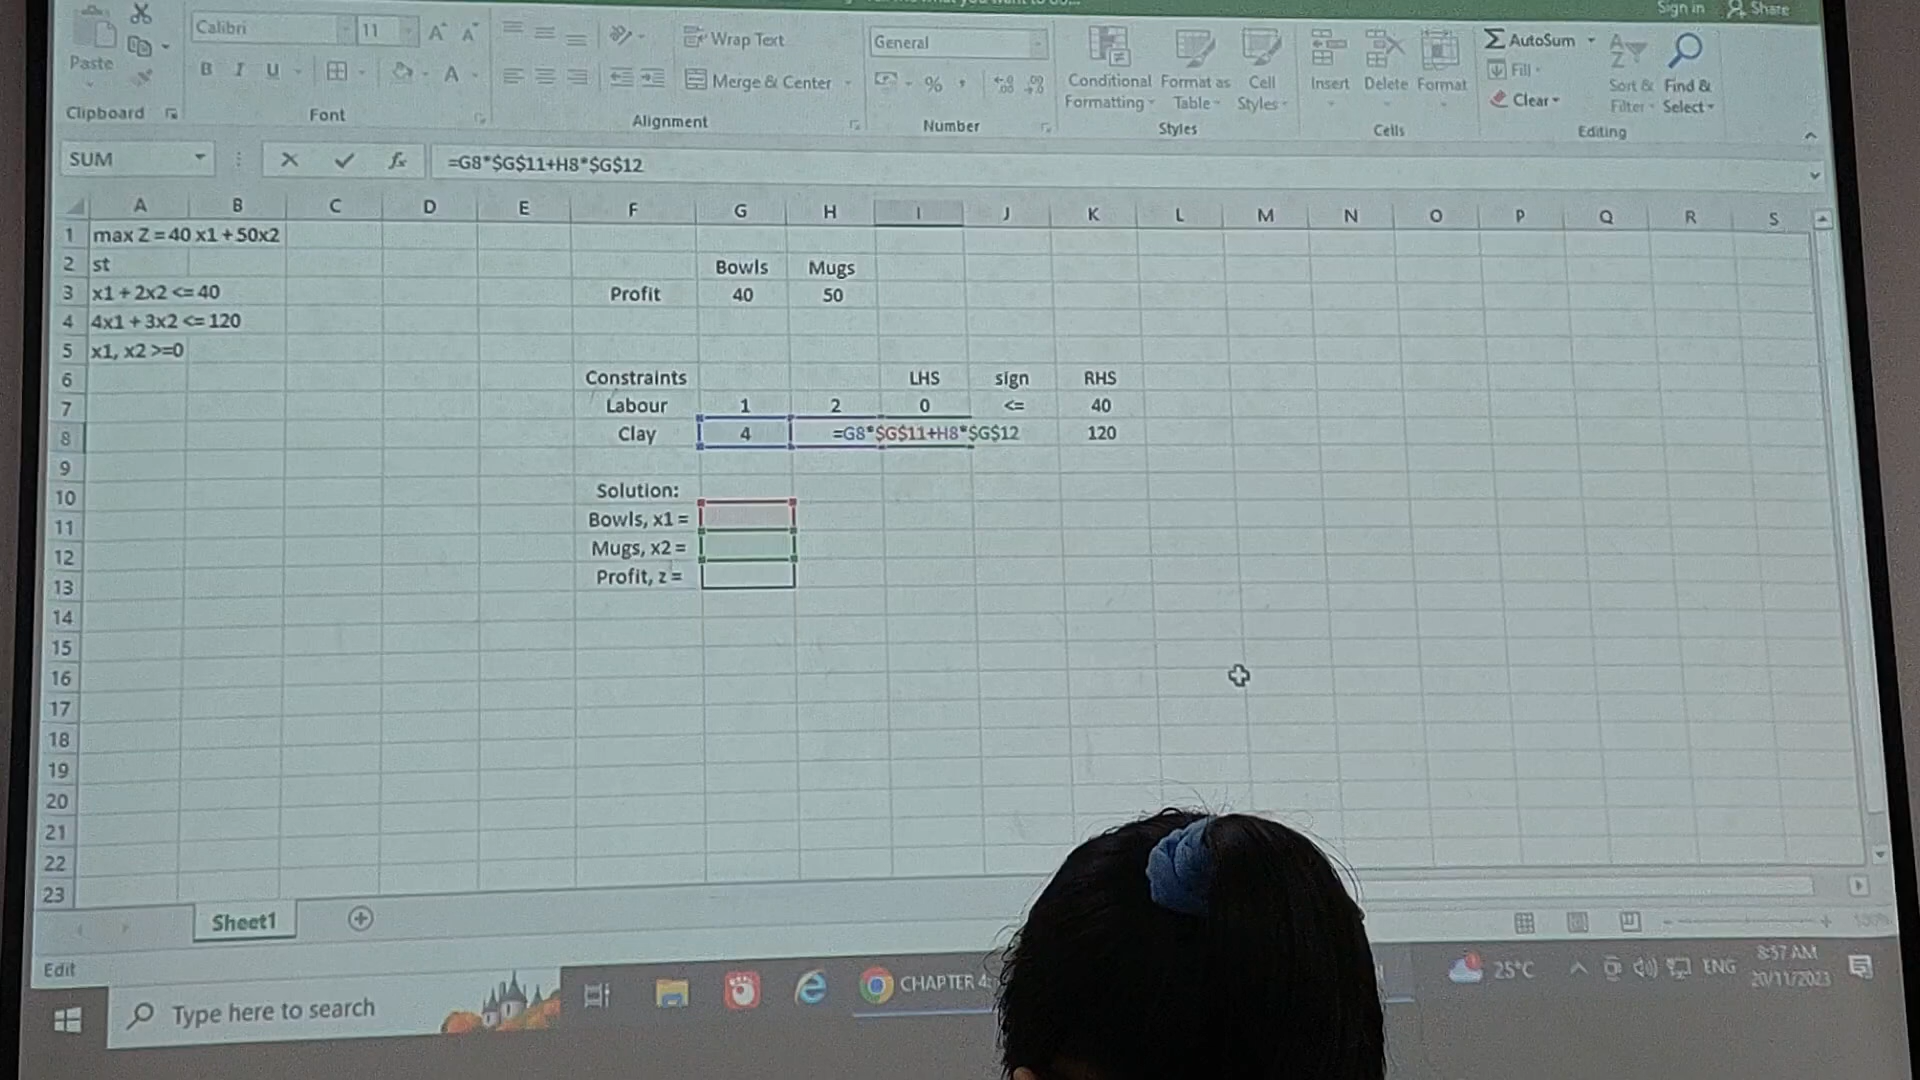 Sign in Share
Calibri 11
Wrap Text
General
AutoSum
Paste
B I U
Merge & Center
%
Conditional Formatting
Format as Table
Cell Styles
Insert Delete Format
Fill
Clear
Sort & Filter
Find & Select
Clipboard Font Alignment Number Styles Cells Editing
SUM fx =G8*$G$11+H8*$G$12
A B C D E F G H I J K L M N O P Q R S
1 max Z = 40 x1 + 50x2
2 st Bowls Mugs
3 x1 + 2x2 <= 40 Profit 40 50
4 4x1 + 3x2 <= 120
5 x1, x2 >=0
6 Constraints LHS sign RHS
7 Labour 1 2 0 <= 40
8 Clay 4 =G8*$G$11+H8*$G$12 120
9
10 Solution:
11 Bowls, x1 =
12 Mugs, x2 =
13 Profit, z =
14
15
16
17
18
19
20
21
22
23
Sheet1
Edit 100%
Type here to search
CHAPTER 4:
25°C ENG 8:57 AM
20/11/2023